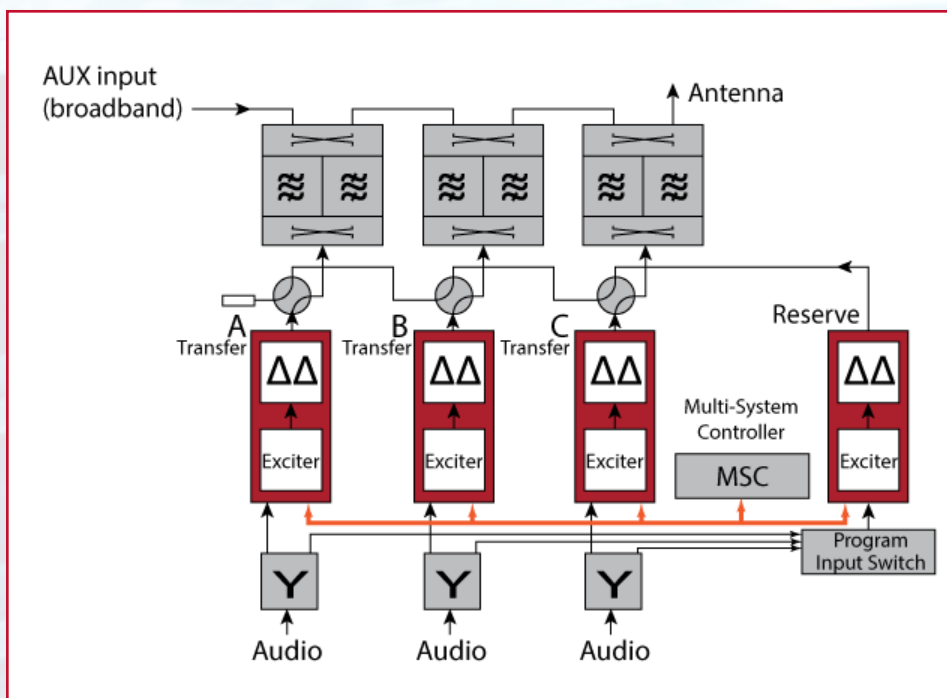 AUX input
(broadband)
Antenna
A
Transfer
B
Transfer
C
Transfer
Reserve
ΔΔ
ΔΔ
ΔΔ
ΔΔ
Multi-System
Controller
MSC
Exciter
Exciter
Exciter
Exciter
Program
Input Switch
Y
Y
Y
Audio
Audio
Audio